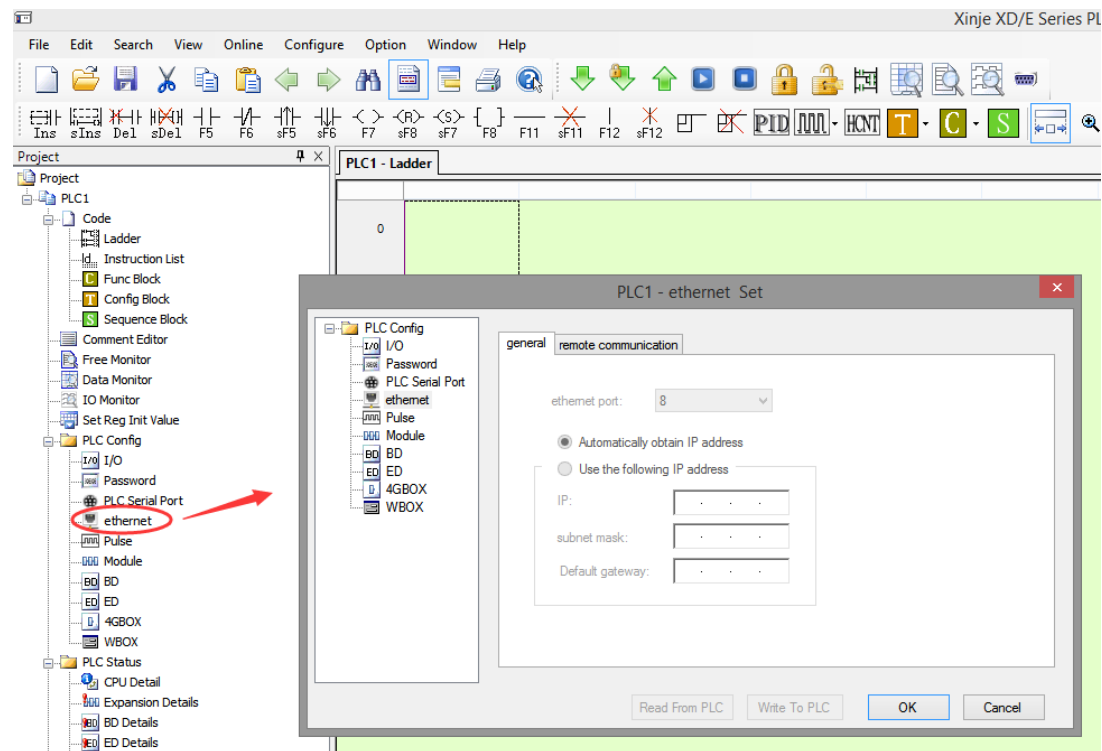 Xinje XD/E Series PL
File Edit Search View Online Configure Option Window Help
Ins sIns Del sDel F5 F6 sF5 sF6 F7 sF8 sF7 F8 F11 sF11 F12 sF12 PID HCNT T C S
Project
PLC1 - Ladder
Project
PLC1
Code
Ladder
Instruction List
C Func Block
T Config Block
S Sequence Block
Comment Editor
Free Monitor
Data Monitor
IO Monitor
Set Reg Init Value
PLC Config
I/O I/O
Password
PLC Serial Port
ethernet
Pulse
Module
BD BD
ED ED
4GBOX
WBOX
PLC Status
CPU Detail
Expansion Details
BD BD Details
ED ED Details
0
PLC1 - ethernet Set
PLC Config
I/O I/O
Password
PLC Serial Port
ethernet
Pulse
Module
BD BD
ED ED
4GBOX
WBOX
general remote communication
ethernet port: 8
Automatically obtain IP address
Use the following IP address
IP:
subnet mask:
Default gateway:
Read From PLC Write To PLC OK Cancel